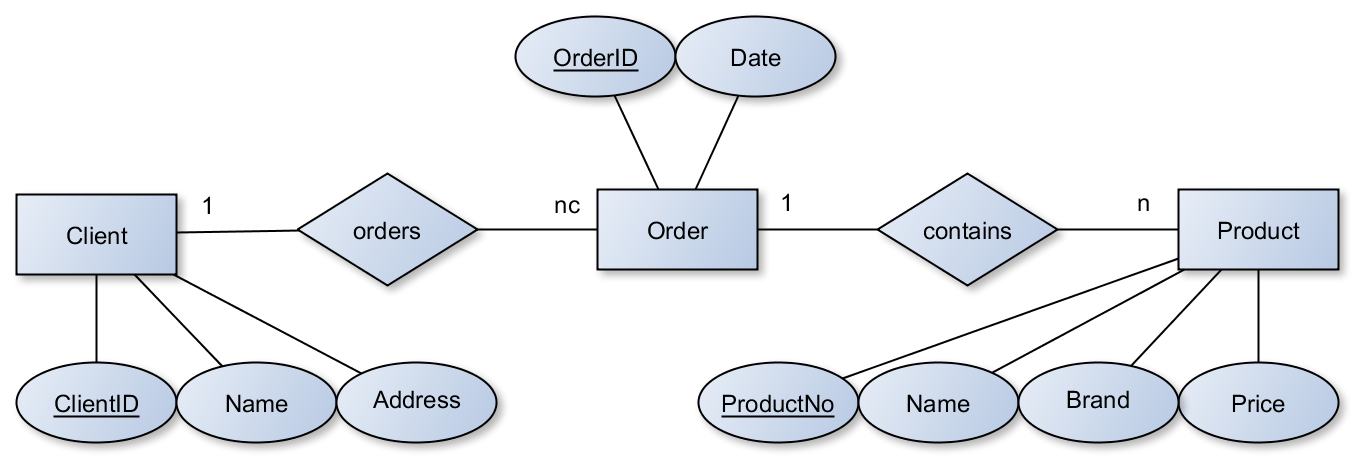 OrderID
Date
Client
1
orders
nc
Order
1
contains
n
Product
ClientID
Name
Address
ProductNo
Name
Brand
Price